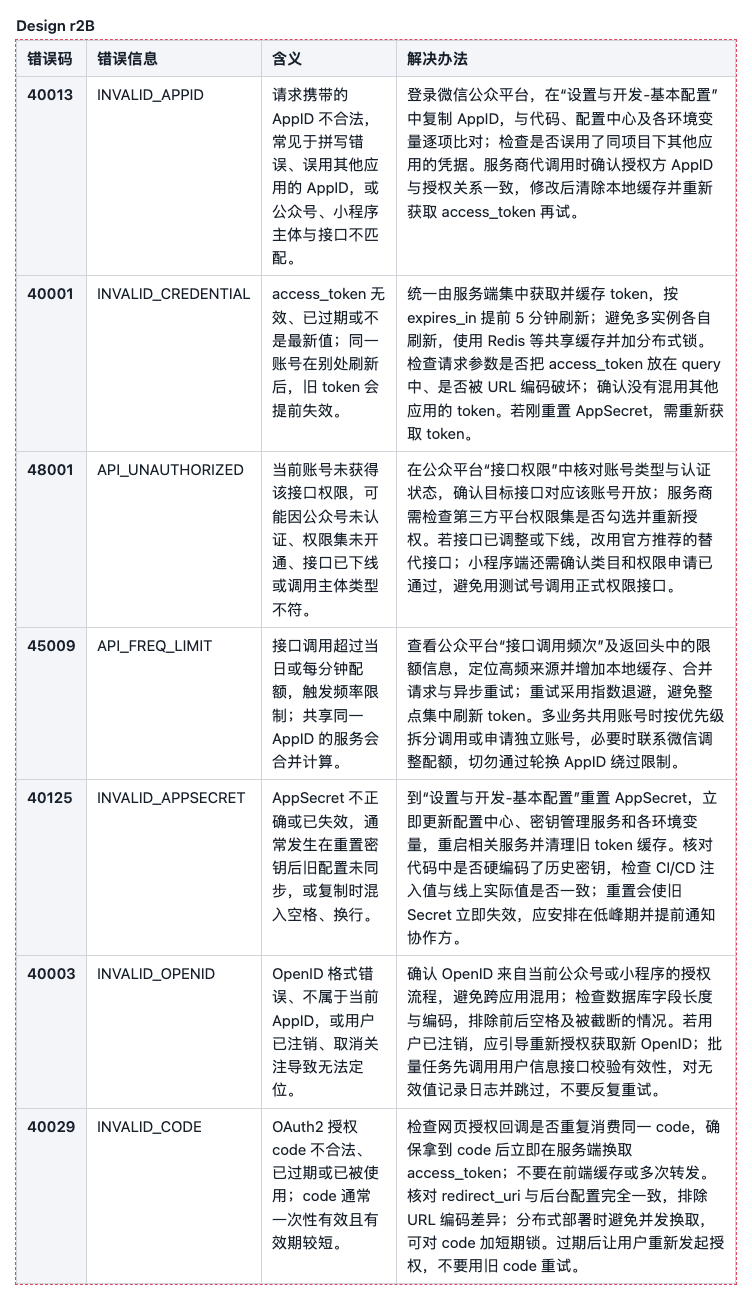 Design r2B
错误码 错误信息 含义 解决办法
40013 INVALID_APPID
请求携带的
AppID 不合法，
常见于拼写错
误、误用其他应
用的 AppID，或
公众号、小程序
主体与接口不匹
配。
登录微信公众平台，在“设置与开发-基本配置”
中复制 AppID，与代码、配置中心及各环境变
量逐项比对；检查是否误用了同项目下其他应
用的凭据。服务商代调用时确认授权方 AppID
与授权关系一致，修改后清除本地缓存并重新
获取 access_token 再试。
40001 INVALID_CREDENTIAL
access_token 无
效、已过期或不
是最新值；同一
账号在别处刷新
后，旧 token 会
提前失效。
统一由服务端集中获取并缓存 token，按
expires_in 提前 5 分钟刷新；避免多实例各自
刷新，使用 Redis 等共享缓存并加分布式锁。
检查请求参数是否把 access_token 放在 query
中、是否被 URL 编码破坏；确认没有混用其他
应用的 token。若刚重置 AppSecret，需重新获
取 token。
48001 API_UNAUTHORIZED
当前账号未获得
该接口权限，可
能因公众号未认
证、权限集未开
通、接口已下线
或调用主体类型
不符。
在公众平台“接口权限”中核对账号类型与认证
状态，确认目标接口对应该账号开放；服务商
需检查第三方平台权限集是否勾选并重新授
权。若接口已调整或下线，改用官方推荐的替
代接口；小程序端还需确认类目和权限申请已
通过，避免用测试号调用正式权限接口。
45009 API_FREQ_LIMIT
接口调用超过当
日或每分钟配
额，触发频率限
制；共享同一
AppID 的服务会
合并计算。
查看公众平台“接口调用频次”及返回头中的限
额信息，定位高频来源并增加本地缓存、合并
请求与异步重试；重试采用指数退避，避免整
点集中刷新 token。多业务共用账号时按优先级
拆分调用或申请独立账号，必要时联系微信调
整配额，切勿通过轮换 AppID 绕过限制。
40125 INVALID_APPSECRET
AppSecret 不正
确或已失效，通
常发生在重置密
钥后旧配置未同
步，或复制时混
入空格、换行。
到“设置与开发-基本配置”重置 AppSecret，立
即更新配置中心、密钥管理服务和各环境变
量，重启相关服务并清理旧 token 缓存。核对
代码中是否硬编码了历史密钥，检查 CI/CD 注
入值与线上实际值是否一致；重置会使旧
Secret 立即失效，应安排在低峰期并提前通知
协作方。
40003 INVALID_OPENID
OpenID 格式错
误、不属于当前
AppID，或用户
已注销、取消关
注导致无法定
位。
确认 OpenID 来自当前公众号或小程序的授权
流程，避免跨应用混用；检查数据库字段长度
与编码，排除前后空格及被截断的情况。若用
户已注销，应引导重新授权获取新 OpenID；批
量任务先调用用户信息接口校验有效性，对无
效值记录日志并跳过，不要反复重试。
40029 INVALID_CODE
OAuth2 授权
code 不合法、
已过期或已被使
用；code 通常
一次性有效且有
效期较短。
检查网页授权回调是否重复消费同一 code，确
保拿到 code 后立即在服务端换取
access_token；不要在前端缓存或多次转发。
核对 redirect_uri 与后台配置完全一致，排除
URL 编码差异；分布式部署时避免并发换取，
可对 code 加短期锁。过期后让用户重新发起授
权，不要用旧 code 重试。